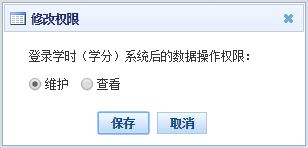 修改权限
登录学时（学分）系统后的数据操作权限：
维护 查看
保存 取消